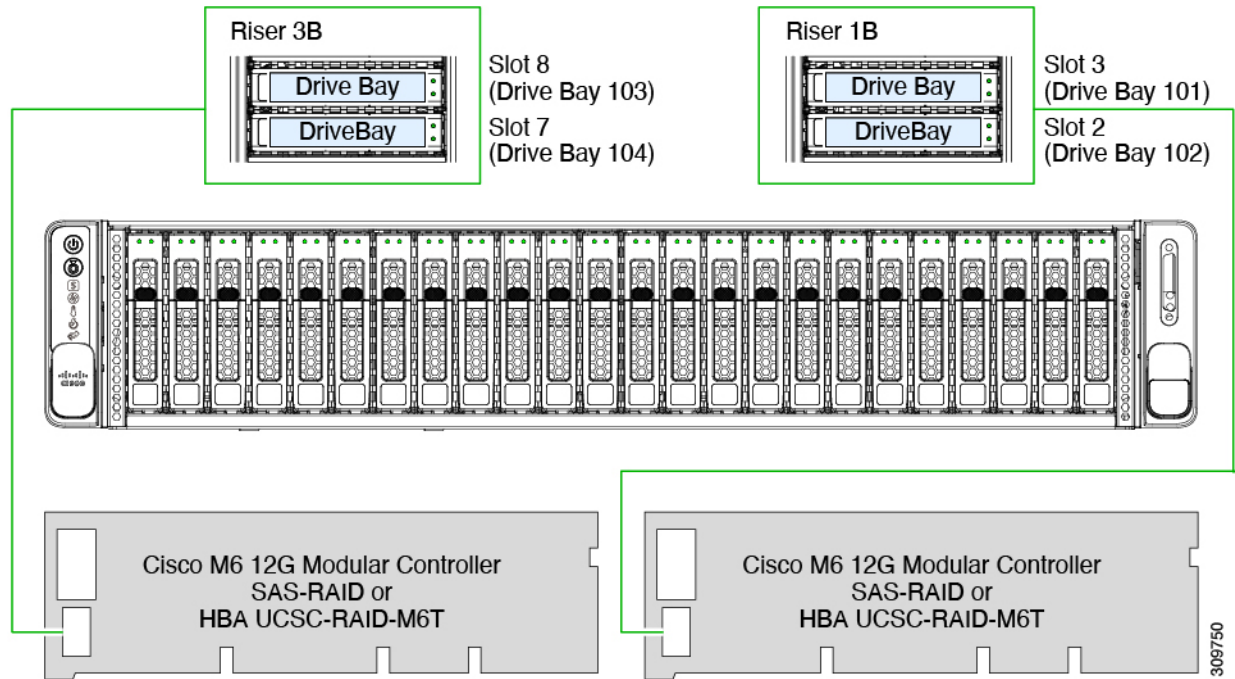 Riser 3B
Drive Bay
Slot 8
(Drive Bay 103)
DriveBay
Slot 7
(Drive Bay 104)
Riser 1B
Drive Bay
Slot 3
(Drive Bay 101)
DriveBay
Slot 2
(Drive Bay 102)
S
CISCO
Cisco M6 12G Modular Controller
SAS-RAID or
HBA UCSC-RAID-M6T
Cisco M6 12G Modular Controller
SAS-RAID or
HBA UCSC-RAID-M6T
309750